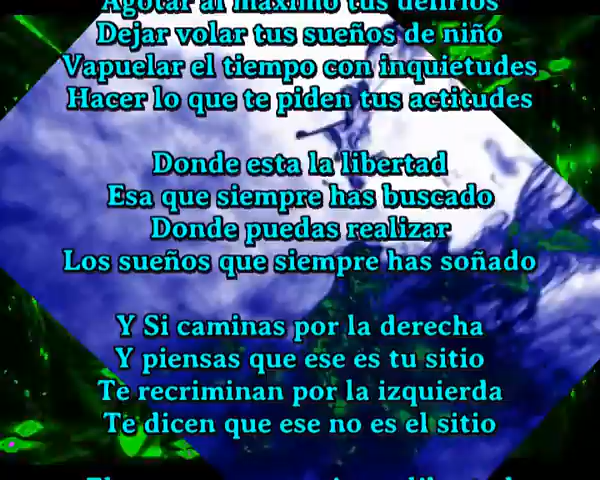 Agotar al máximo tus delirios
Dejar volar tus sueños de niño
Vapuelar el tiempo con inquietudes
Hacer lo que te piden tus actitudes
Donde esta la libertad
Esa que siempre has buscado
Donde puedas realizar
Los sueños que siempre has soñado
Y Si caminas por la derecha
Y piensas que ese es tu sitio
Te recriminan por la izquierda
Te dicen que ese no es el sitio